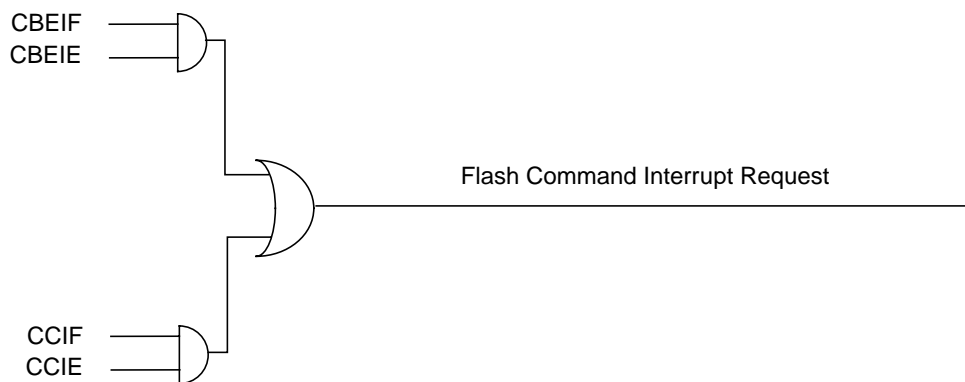 CBEIF
CBEIE
Flash Command Interrupt Request
CCIF
CCIE